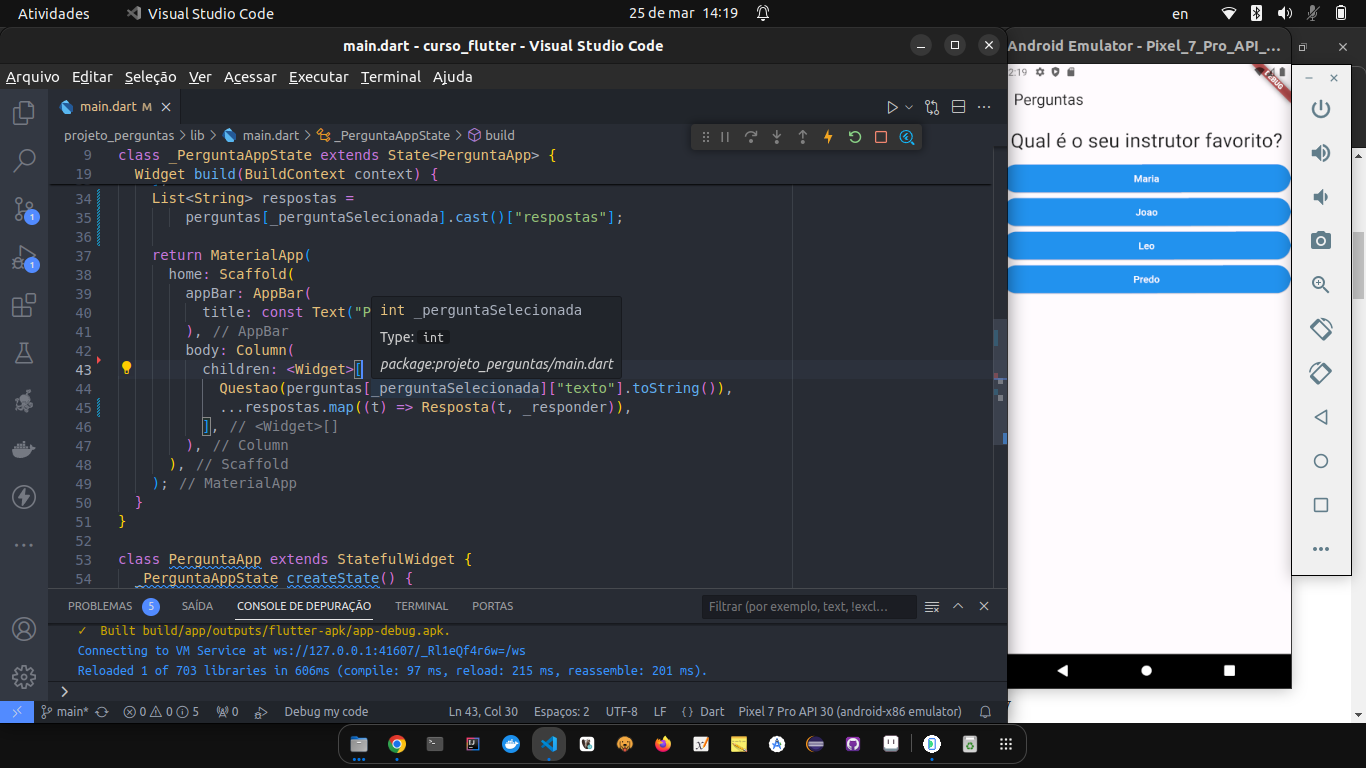 Atividades
Visual Studio Code
25 de mar 14:19
en
main.dart - curso_flutter - Visual Studio Code
Android Emulator - Pixel_7_Pro_API_...
Arquivo Editar Seleção Ver Acessar Executar Terminal Ajuda
main.dart M
projeto_perguntas > lib > main.dart > _PerguntaAppState > build
9 class _PerguntaAppState extends State<PerguntaApp> {
19 Widget build(BuildContext context) {
34 List<String> respostas =
35 perguntas[_perguntaSelecionada].cast()["respostas"];
36
37 return MaterialApp(
38 home: Scaffold(
39 appBar: AppBar(
40 title: const Text("P
41 ), // AppBar
42 body: Column(
43 children: <Widget>[
44 Questao(perguntas[_perguntaSelecionada]["texto"].toString()),
45 ...respostas.map((t) => Resposta(t, _responder)),
46 ], // <Widget>[]
47 ), // Column
48 ), // Scaffold
49 ); // MaterialApp
50 }
51 }
52
53 class PerguntaApp extends StatefulWidget {
54 _PerguntaAppState createState() {
int _perguntaSelecionada
Type: int
package:projeto_perguntas/main.dart
1
1
PROBLEMAS 5 SAÍDA CONSOLE DE DEPURAÇÃO TERMINAL PORTAS
Filtrar (por exemplo, text, !excl...
✓ Built build/app/outputs/flutter-apk/app-debug.apk.
Connecting to VM Service at ws://127.0.0.1:41607/_Rl1eQf4r6w=/ws
Reloaded 1 of 703 libraries in 606ms (compile: 97 ms, reload: 215 ms, reassemble: 201 ms).
main* 0 0 5 0 Debug my code Ln 43, Col 30 Espaços: 2 UTF-8 LF {} Dart Pixel 7 Pro API 30 (android-x86 emulator)
2:19
DEBUG
Perguntas
Qual é o seu instrutor favorito?
Maria
Joao
Leo
Predo